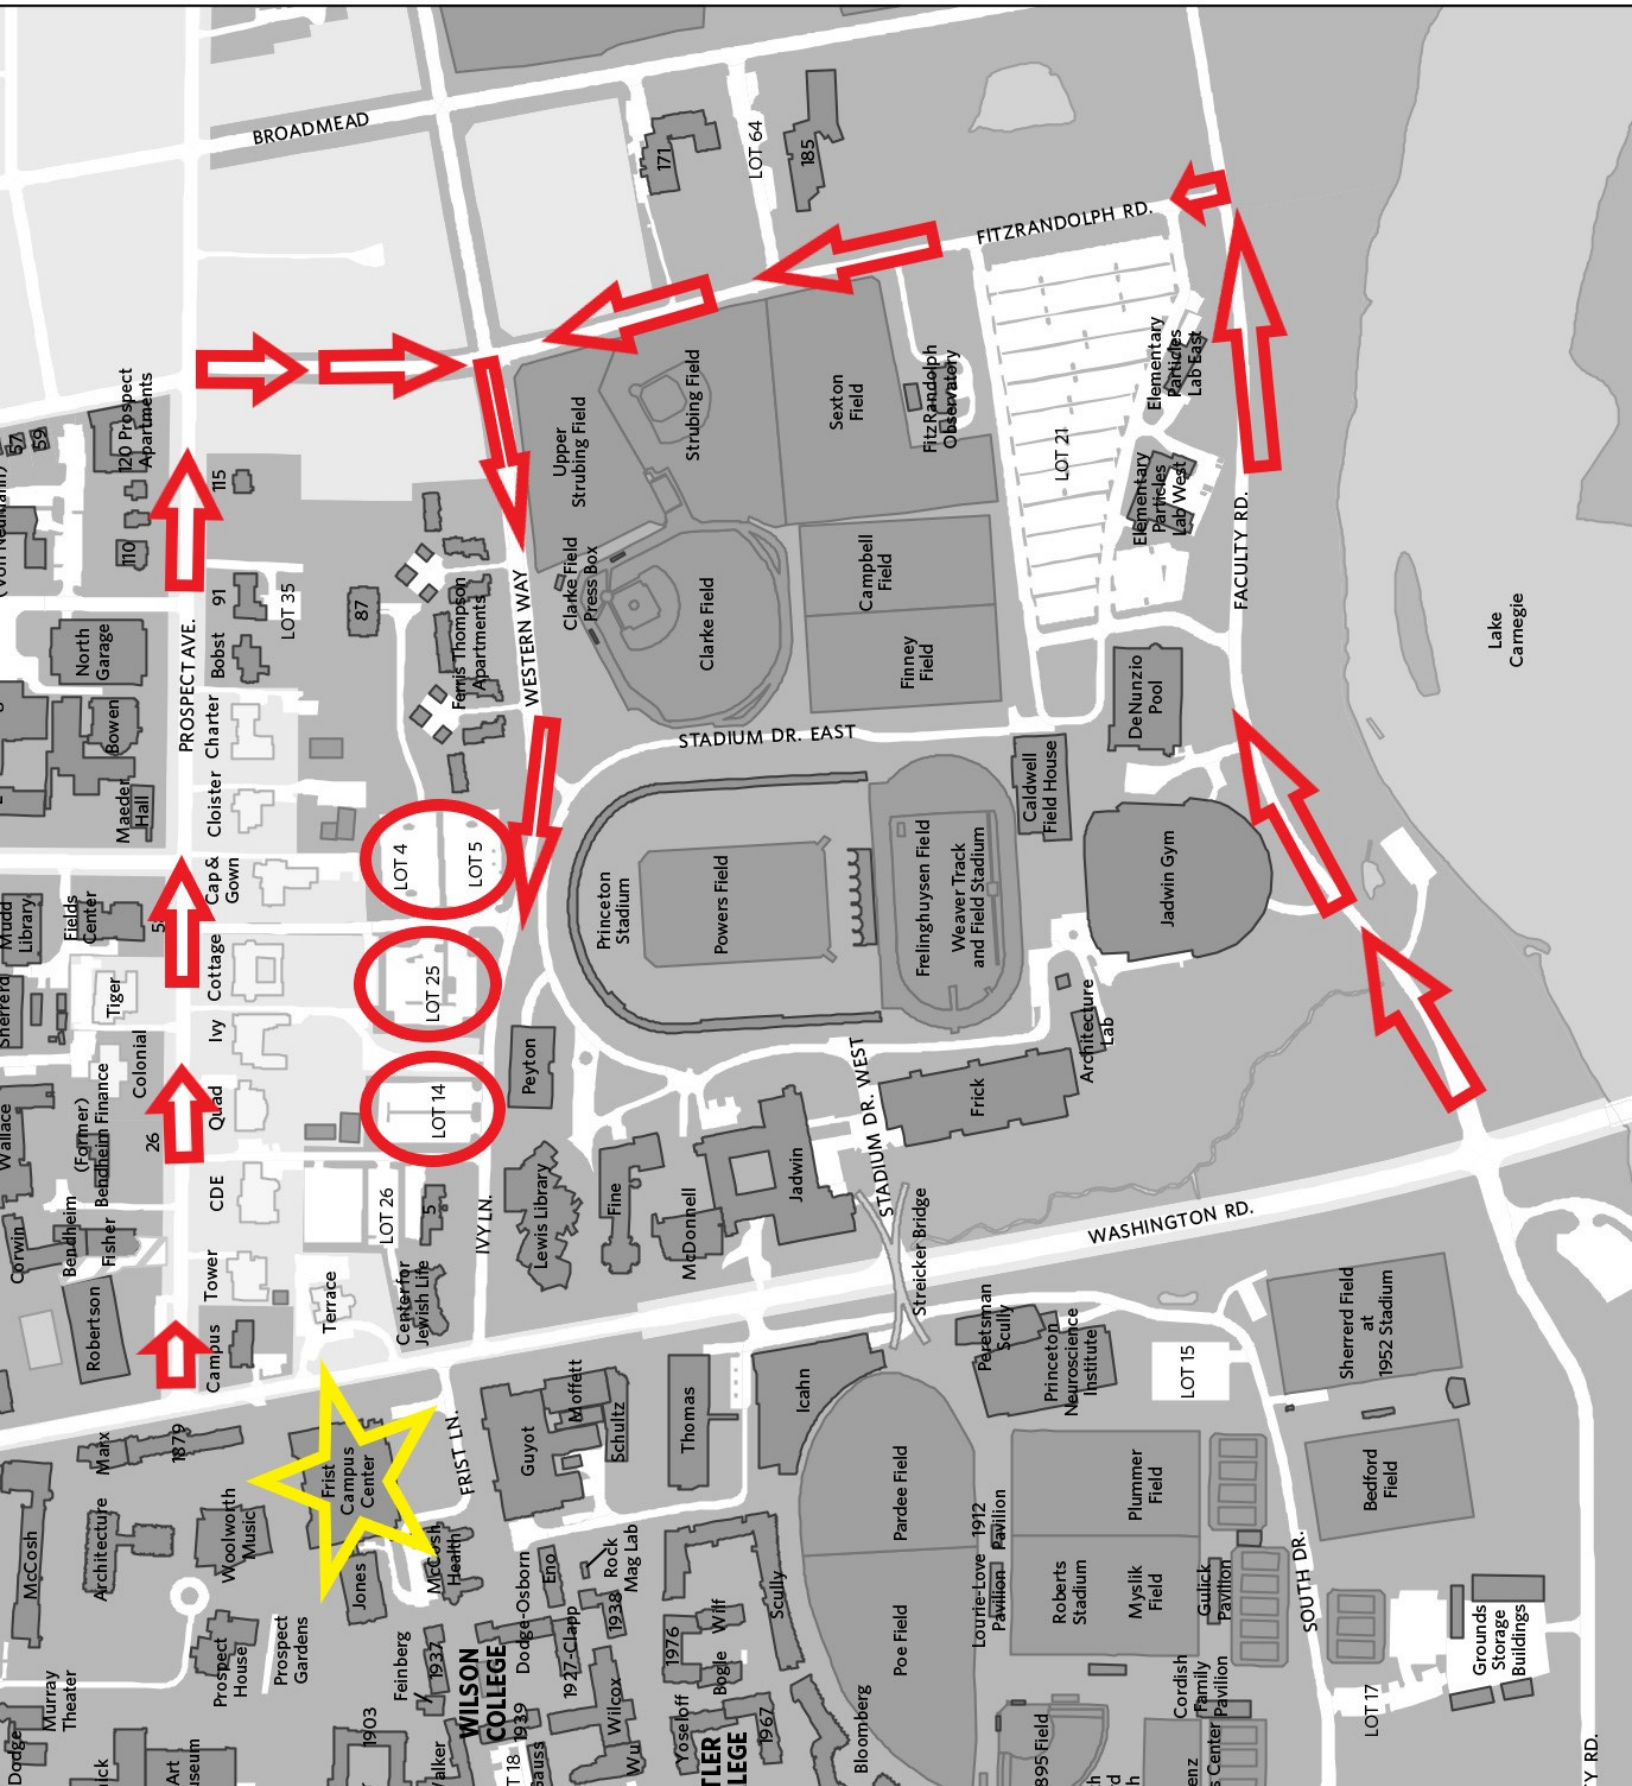 BROADMEAD
171
LOT 64
185
FITZRANDOLPH RD.
57
59
120 Prospect
Apartments
115
110
91
LOT 35
87
North
Garage
PROSPECT AVE.
Bobst
Bowen
Charter
Maeder
Hall
Cloister
Cap &
Gown
Ferris Thompson
Apartments
WESTERN WAY
Upper
Strubing Field
Strubing Field
Sexton
Field
FitzRandolph
Observatory
LOT 21
Elementary
Particles
Lab East
Elementary
Particles
Lab West
FACULTY RD.
Clarke Field
Press Box
Clarke Field
Campbell
Field
Finney
Field
Lake
Carnegie
DeNunzio
Pool
STADIUM DR. EAST
LOT 4
LOT 5
Caldwell
Field House
Princeton
Stadium
Powers Field
Frelinghuysen Field
Weaver Track
and Field Stadium
Jadwin Gym
Mudd
Library
Fields
Center
Cottage
LOT 25
Sherrerd
Tiger
Ivy
Colonial
Peyton
LOT 14
Quad
Wallace
(Former)
Bendheim Finance
26
STADIUM DR. WEST
Frick
Architecture
Lab
Corwin
Bendheim
Fisher
CDE
LOT 26
5
IVY LN.
Lewis Library
Fine
McDonnell
Jadwin
Streicker Bridge
WASHINGTON RD.
Robertson
Tower
Terrace
Center for
Jewish Life
Campus
Marx
1879
Frist
Campus
Center
FRIST LN.
Guyot
Moffett
Schultz
Thomas
Icahn
Peretsman
Scully
Princeton
Neuroscience
Institute
LOT 15
Sherrerd Field
at
1952 Stadium
McCosh
Architecture
Woolworth
Music
Jones
McCosh
Health
Eno
Rock
Mag Lab
Pardee Field
1912
Pavilion
Plummer
Field
Bedford
Field
Murray
Theater
Prospect
House
Prospect
Gardens
Feinberg
1937
WILSON
COLLEGE
Dodge-Osborn
1927-Clapp
1938
1976
Wilf
Bogle
Scully
Poe Field
Lourie-Love
Pavilion
Roberts
Stadium
Myslik
Field
Gulick
Pavilion
SOUTH DR.
Grounds
Storage
Buildings
Dodge
Art
1903
1939
Wilcox
Wu
Yoseloff
1967
Bloomberg
Cordish
Family
Pavilion
LOT 17